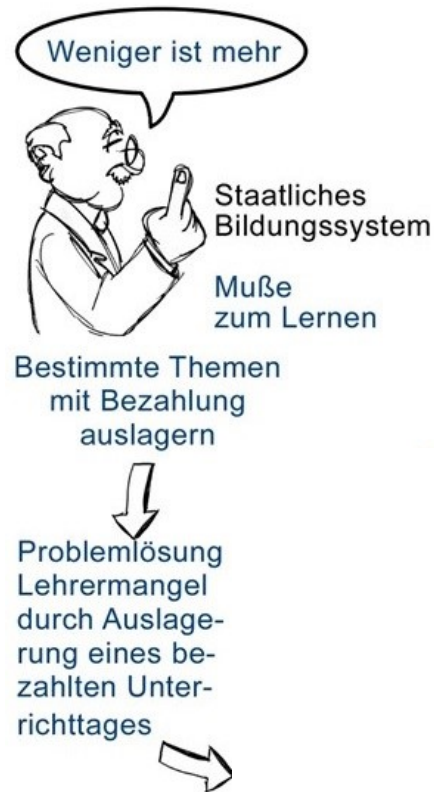 Weniger ist mehr
Staatliches
Bildungssystem
Muße
zum Lernen
Bestimmte Themen
mit Bezahlung
auslagern
Problemlösung
Lehrermangel
durch Auslage-
rung eines be-
zahlten Unter-
richttages